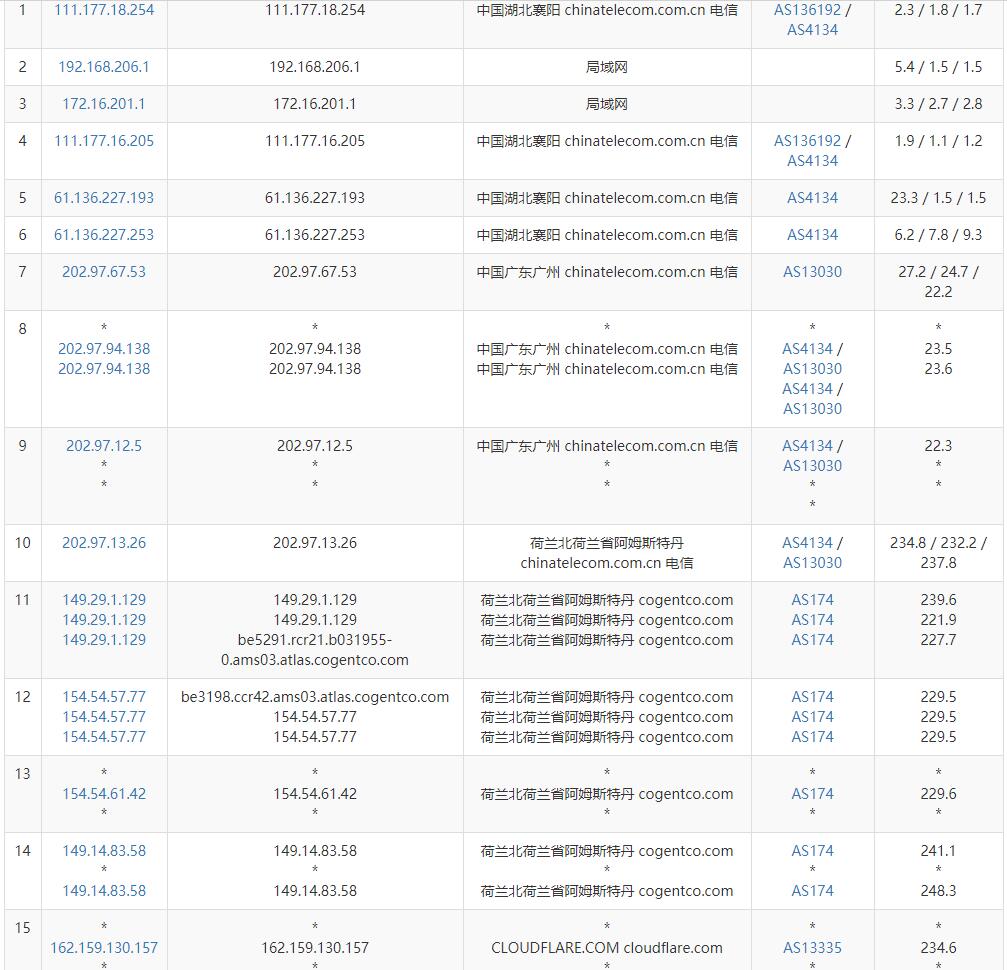 1 111.177.18.254 111.177.18.254 中国湖北襄阳 chinatelecom.com.cn 电信 AS136192 / 2.3 / 1.8 / 1.7
AS4134
2 192.168.206.1 192.168.206.1 局域网 5.4 / 1.5 / 1.5
3 172.16.201.1 172.16.201.1 局域网 3.3 / 2.7 / 2.8
4 111.177.16.205 111.177.16.205 中国湖北襄阳 chinatelecom.com.cn 电信 AS136192 / 1.9 / 1.1 / 1.2
AS4134
5 61.136.227.193 61.136.227.193 中国湖北襄阳 chinatelecom.com.cn 电信 AS4134 23.3 / 1.5 / 1.5
6 61.136.227.253 61.136.227.253 中国湖北襄阳 chinatelecom.com.cn 电信 AS4134 6.2 / 7.8 / 9.3
7 202.97.67.53 202.97.67.53 中国广东广州 chinatelecom.com.cn 电信 AS13030 27.2 / 24.7 /
22.2
8 * * * * *
202.97.94.138 202.97.94.138 中国广东广州 chinatelecom.com.cn 电信 AS4134 / 23.5
202.97.94.138 202.97.94.138 中国广东广州 chinatelecom.com.cn 电信 AS13030 23.6
AS4134 /
AS13030
9 202.97.12.5 202.97.12.5 中国广东广州 chinatelecom.com.cn 电信 AS4134 / 22.3
* * * AS13030 *
* * * * *
*
10 202.97.13.26 202.97.13.26 荷兰北荷兰省阿姆斯特丹 AS4134 / 234.8 / 232.2 /
chinatelecom.com.cn 电信 AS13030 237.8
11 149.29.1.129 149.29.1.129 荷兰北荷兰省阿姆斯特丹 cogentco.com AS174 239.6
149.29.1.129 149.29.1.129 荷兰北荷兰省阿姆斯特丹 cogentco.com AS174 221.9
149.29.1.129 be5291.rcr21.b031955- 荷兰北荷兰省阿姆斯特丹 cogentco.com AS174 227.7
0.ams03.atlas.cogentco.com
12 154.54.57.77 be3198.ccr42.ams03.atlas.cogentco.com 荷兰北荷兰省阿姆斯特丹 cogentco.com AS174 229.5
154.54.57.77 154.54.57.77 荷兰北荷兰省阿姆斯特丹 cogentco.com AS174 229.5
154.54.57.77 154.54.57.77 荷兰北荷兰省阿姆斯特丹 cogentco.com AS174 229.5
13 * * * * *
154.54.61.42 154.54.61.42 荷兰北荷兰省阿姆斯特丹 cogentco.com AS174 229.6
* * * * *
14 149.14.83.58 149.14.83.58 荷兰北荷兰省阿姆斯特丹 cogentco.com AS174 241.1
* * * * *
149.14.83.58 149.14.83.58 荷兰北荷兰省阿姆斯特丹 cogentco.com AS174 248.3
15 * * * * *
162.159.130.157 162.159.130.157 CLOUDFLARE.COM cloudflare.com AS13335 234.6
* * * * *